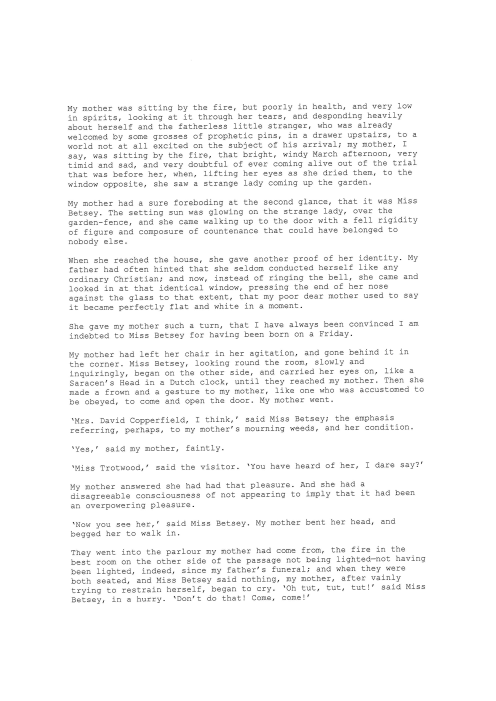 My mother was sitting by the fire, but poorly in health, and very low
in spirits, looking at it through her tears, and desponding heavily
about herself and the fatherless little stranger, who was already
welcomed by some grosses of prophetic pins, in a drawer upstairs, to a
world not at all excited on the subject of his arrival; my mother, I
say, was sitting by the fire, that bright, windy March afternoon, very
timid and sad, and very doubtful of ever coming alive out of the trial
that was before her, when, lifting her eyes as she dried them, to the
window opposite, she saw a strange lady coming up the garden.
My mother had a sure foreboding at the second glance, that it was Miss
Betsey. The setting sun was glowing on the strange lady, over the
garden-fence, and she came walking up to the door with a fell rigidity
of figure and composure of countenance that could have belonged to
nobody else.
When she reached the house, she gave another proof of her identity. My
father had often hinted that she seldom conducted herself like any
ordinary Christian; and now, instead of ringing the bell, she came and
looked in at that identical window, pressing the end of her nose
against the glass to that extent, that my poor dear mother used to say
it became perfectly flat and white in a moment.
She gave my mother such a turn, that I have always been convinced I am
indebted to Miss Betsey for having been born on a Friday.
My mother had left her chair in her agitation, and gone behind it in
the corner. Miss Betsey, looking round the room, slowly and
inquiringly, began on the other side, and carried her eyes on, like a
Saracen's Head in a Dutch clock, until they reached my mother. Then she
made a frown and a gesture to my mother, like one who was accustomed to
be obeyed, to come and open the door. My mother went.
‘Mrs. David Copperfield, I think,’ said Miss Betsey; the emphasis
referring, perhaps, to my mother’s mourning weeds, and her condition.
‘Yes,’ said my mother, faintly.
‘Miss Trotwood,’ said the visitor. ‘You have heard of her, I dare say?’
My mother answered she had had that pleasure. And she had a
disagreeable consciousness of not appearing to imply that it had been
an overpowering pleasure.
‘Now you see her,’ said Miss Betsey. My mother bent her head, and
begged her to walk in.
They went into the parlour my mother had come from, the fire in the
best room on the other side of the passage not being lighted—not having
been lighted, indeed, since my father’s funeral; and when they were
both seated, and Miss Betsey said nothing, my mother, after vainly
trying to restrain herself, began to cry. ‘Oh tut, tut, tut!’ said Miss
Betsey, in a hurry. ‘Don’t do that! Come, come!’